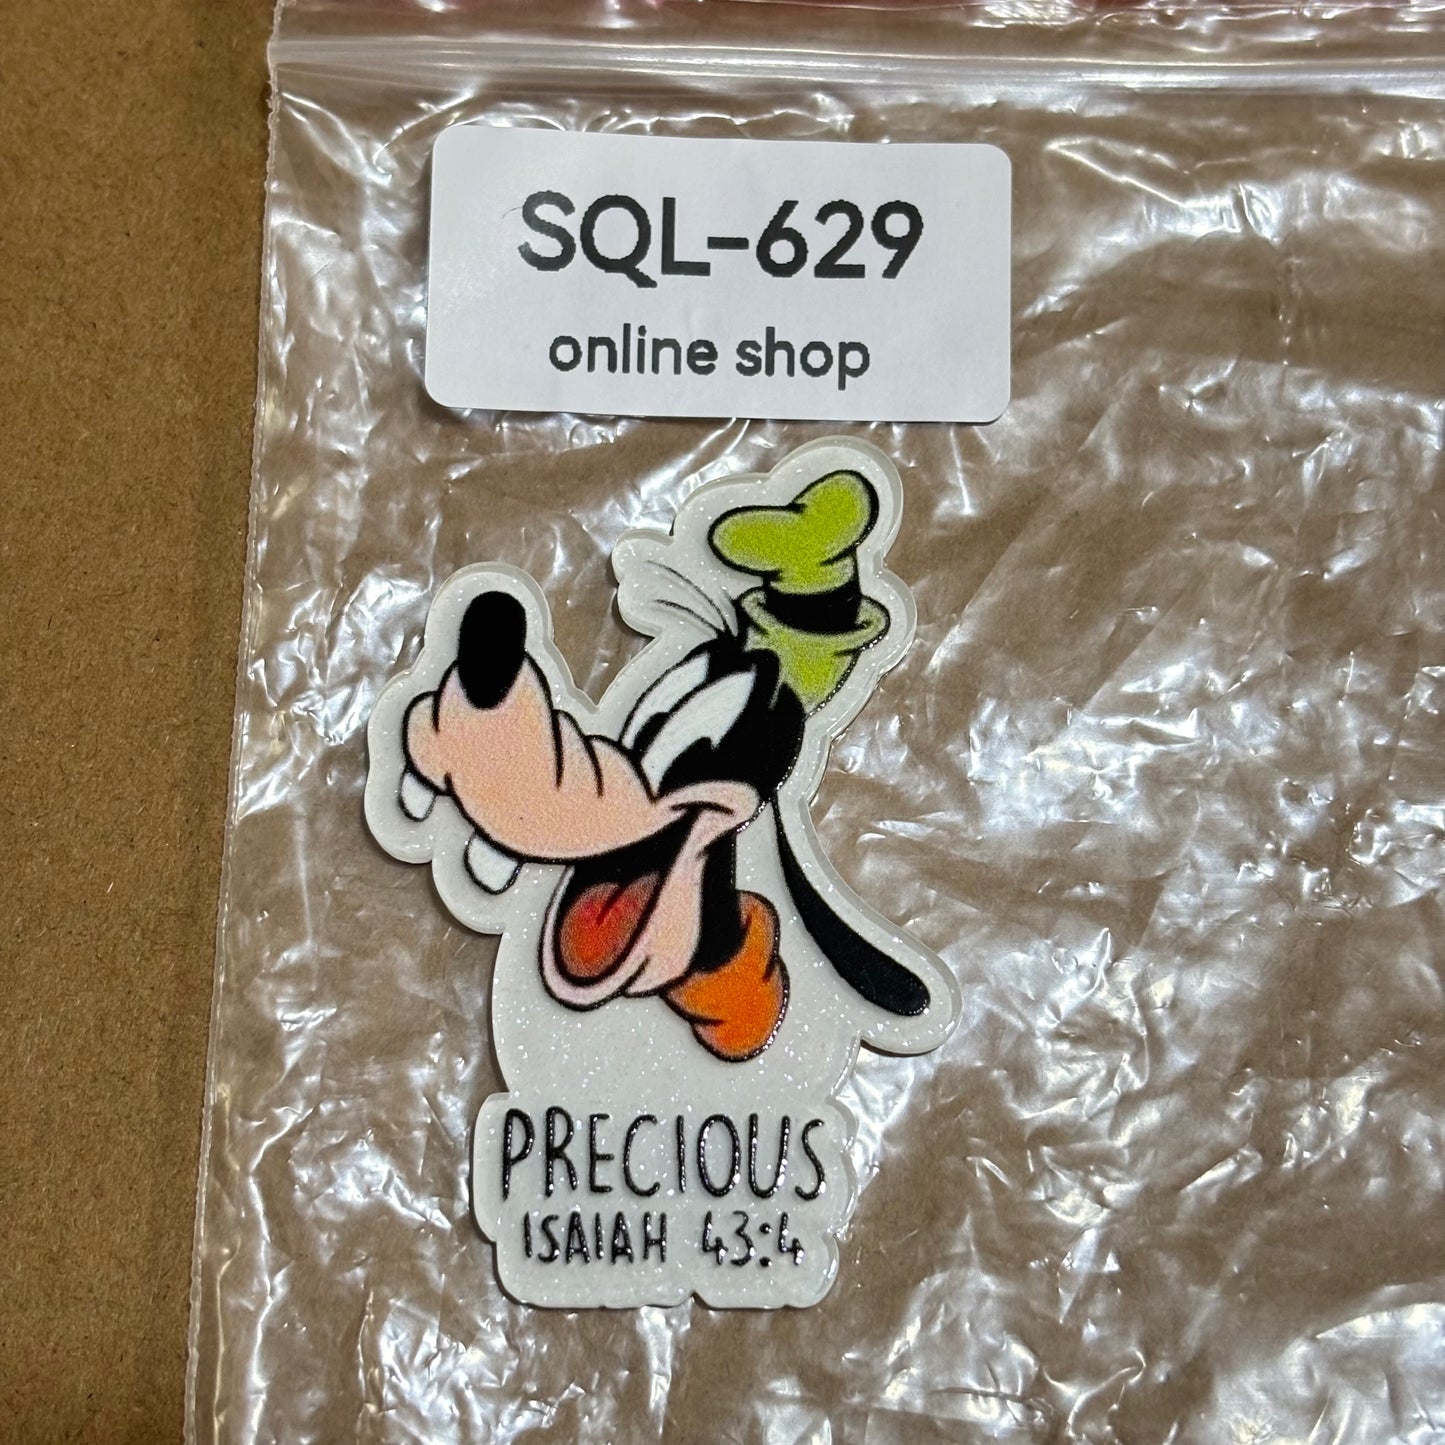 SQL-629
online shop
PRECIOUS
ISAIAH 43:4